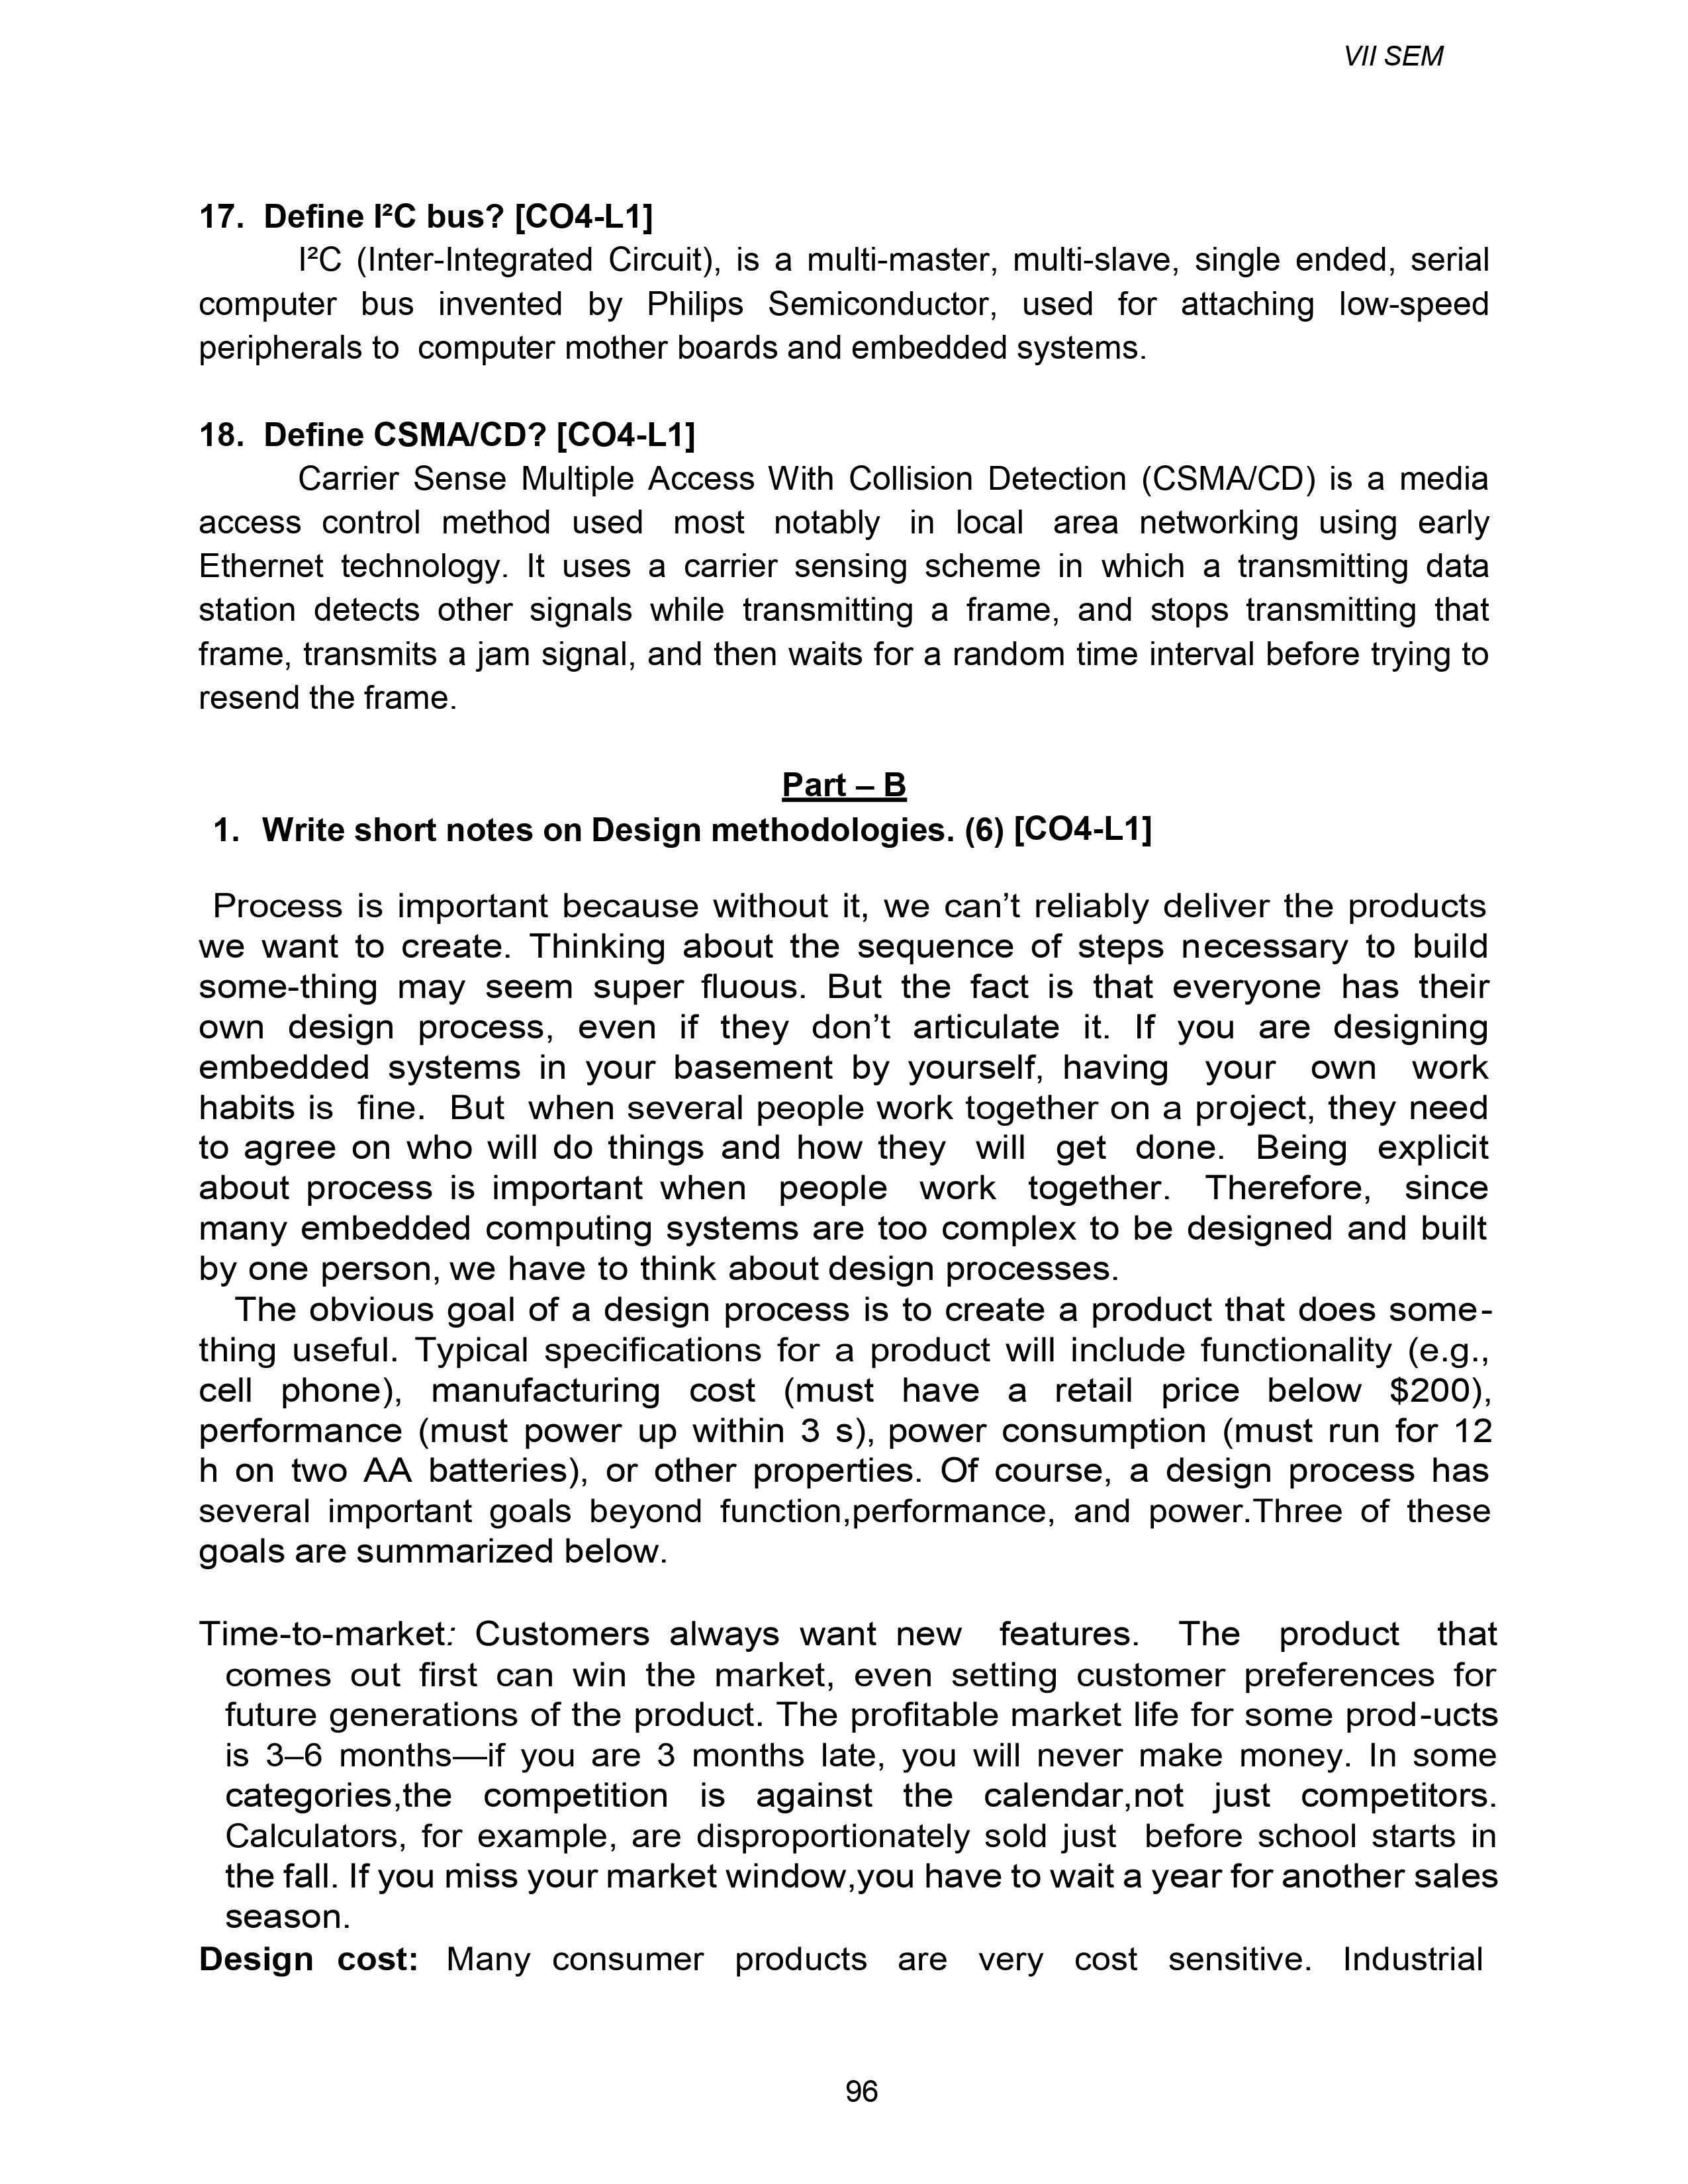 VII SEM
17. Define I²C bus? [CO4-L1]
I²C (Inter-Integrated Circuit), is a multi-master, multi-slave, single ended, serial
computer bus invented by Philips Semiconductor, used for attaching low-speed
peripherals to computer mother boards and embedded systems.
18. Define CSMA/CD? [CO4-L1]
Carrier Sense Multiple Access With Collision Detection (CSMA/CD) is a media
access control method used most notably in local area networking using early
Ethernet technology. It uses a carrier sensing scheme in which a transmitting data
station detects other signals while transmitting a frame, and stops transmitting that
frame, transmits a jam signal, and then waits for a random time interval before trying to
resend the frame.
Part – B
1. Write short notes on Design methodologies. (6) [CO4-L1]
Process is important because without it, we can’t reliably deliver the products
we want to create. Thinking about the sequence of steps necessary to build
some-thing may seem super fluous. But the fact is that everyone has their
own design process, even if they don’t articulate it. If you are designing
embedded systems in your basement by yourself, having your own work
habits is fine. But when several people work together on a project, they need
to agree on who will do things and how they will get done. Being explicit
about process is important when people work together. Therefore, since
many embedded computing systems are too complex to be designed and built
by one person, we have to think about design processes.
The obvious goal of a design process is to create a product that does some-
thing useful. Typical specifications for a product will include functionality (e.g.,
cell phone), manufacturing cost (must have a retail price below $200),
performance (must power up within 3 s), power consumption (must run for 12
h on two AA batteries), or other properties. Of course, a design process has
several important goals beyond function,performance, and power.Three of these
goals are summarized below.
Time-to-market: Customers always want new features. The product that
comes out first can win the market, even setting customer preferences for
future generations of the product. The profitable market life for some prod-ucts
is 3–6 months—if you are 3 months late, you will never make money. In some
categories,the competition is against the calendar,not just competitors.
Calculators, for example, are disproportionately sold just before school starts in
the fall. If you miss your market window,you have to wait a year for another sales
season.
Design cost: Many consumer products are very cost sensitive. Industrial
96